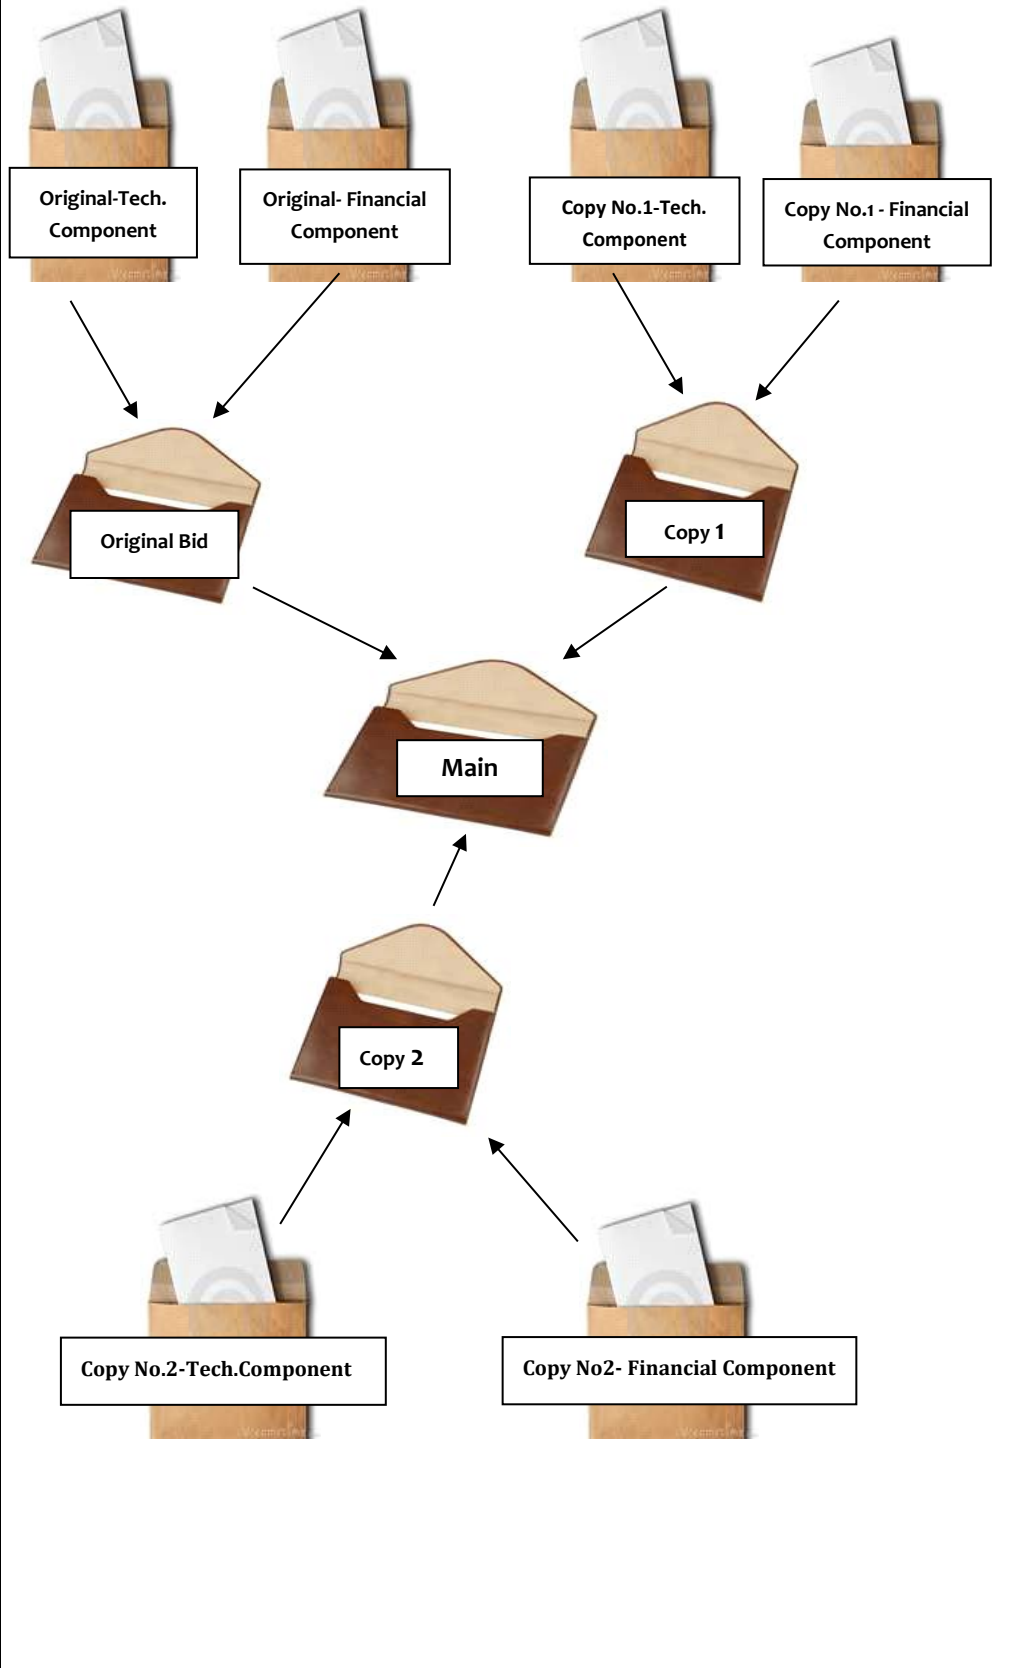 Original-Tech.
Component
Original- Financial
Component
Copy No.1-Tech.
Component
Copy No.1 - Financial
Component
Original Bid
Copy 1
Main
Copy 2
Copy No.2-Tech.Component
Copy No2- Financial Component